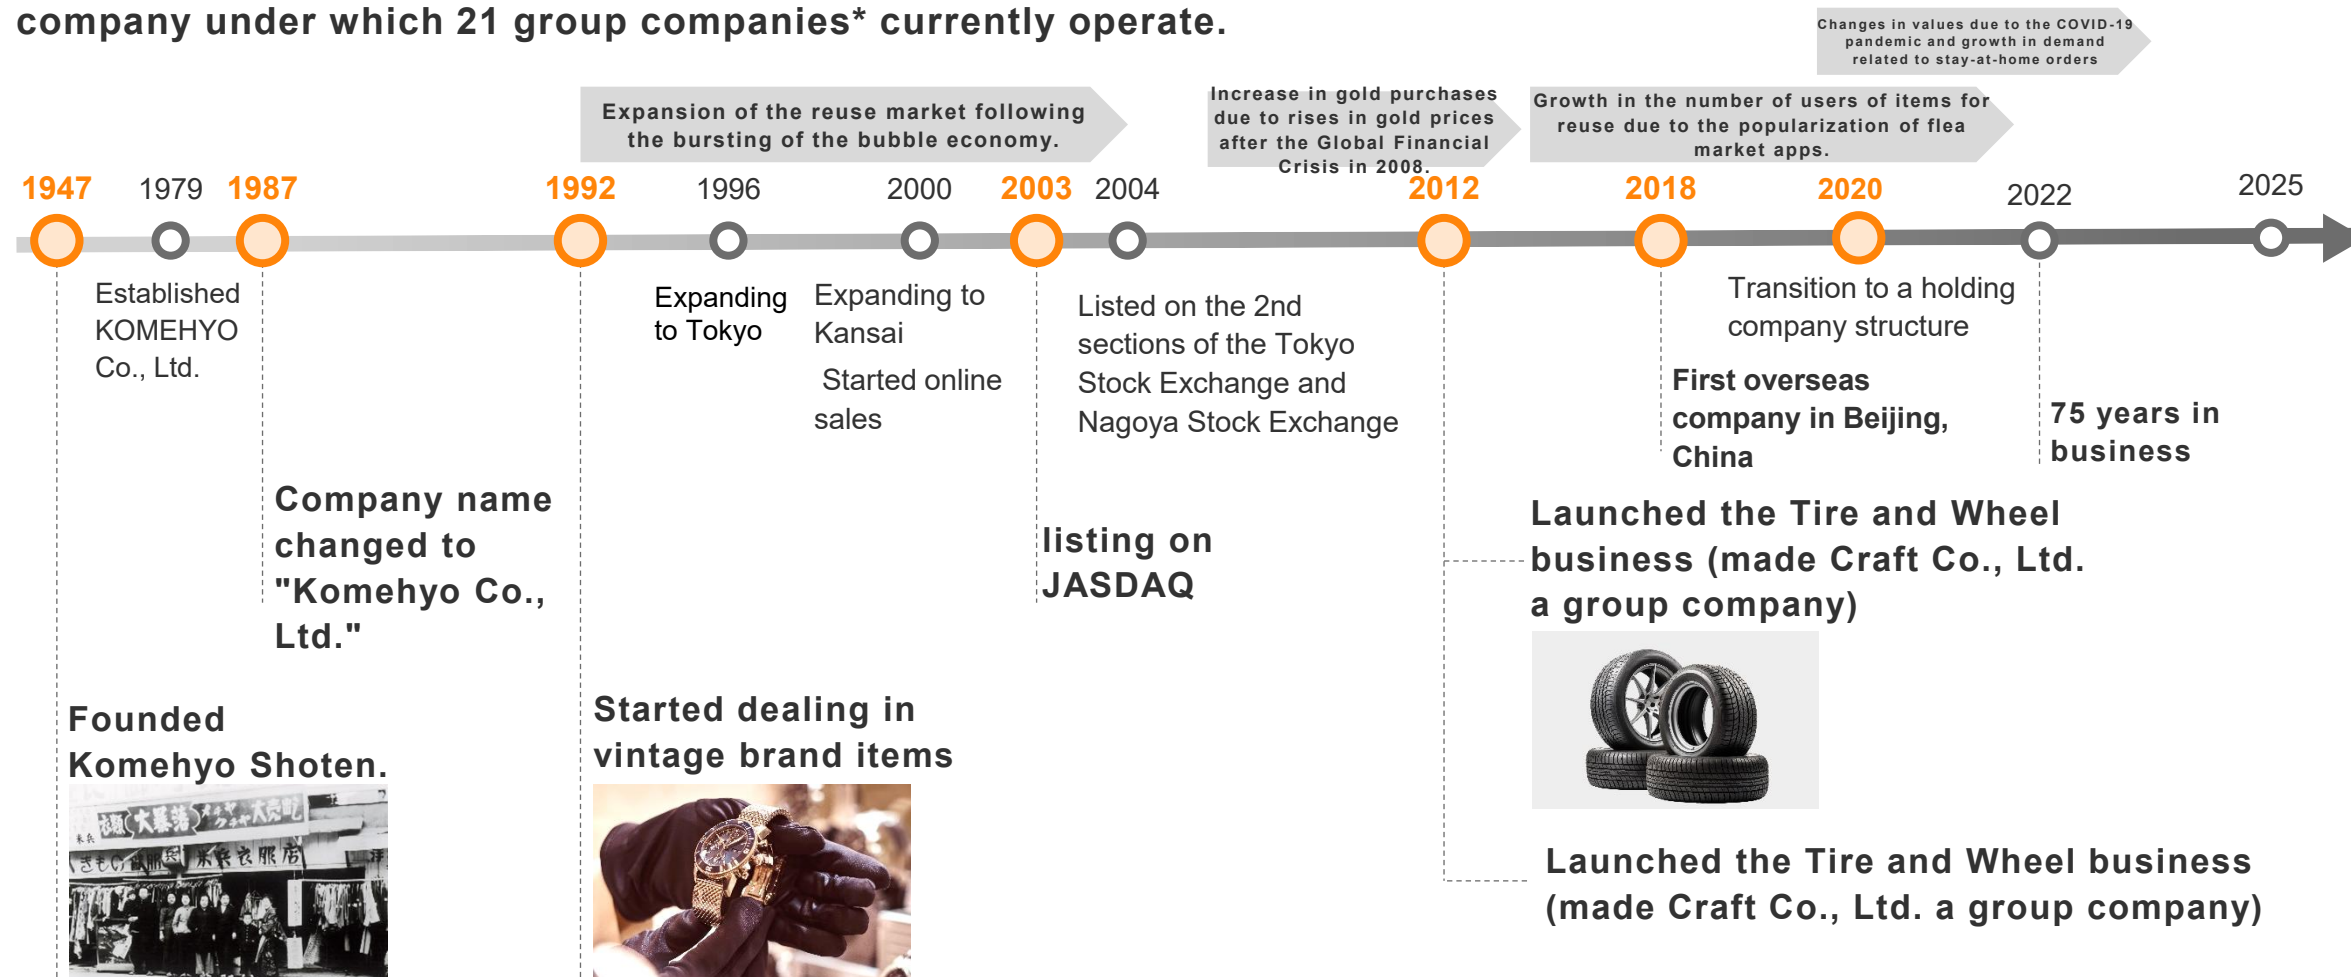 company under which 21 group companies* currently operate.
Changes in values due to the COVID-19
pandemic and growth in demand
related to stay-at-home orders
Expansion of the reuse market following
the bursting of the bubble economy.
Increase in gold purchases
due to rises in gold prices
after the Global Financial
Crisis in 2008.
Growth in the number of users of items for
reuse due to the popularization of flea
market apps.
1947
1979
1987
1992
1996
2000
2003
2004
2012
2018
2020
2022
2025
Established
KOMEHYO
Co., Ltd.
Expanding
to Tokyo
Expanding to
Kansai
Started online
sales
Listed on the 2nd
sections of the Tokyo
Stock Exchange and
Nagoya Stock Exchange
Transition to a holding
company structure
First overseas
company in Beijing,
China
75 years in
business
Company name
changed to
"Komehyo Co.,
Ltd."
listing on
JASDAQ
Launched the Tire and Wheel
business (made Craft Co., Ltd.
a group company)
Founded
Komehyo Shoten.
Started dealing in
vintage brand items
大暴落
米兵衣服店
Launched the Tire and Wheel business
(made Craft Co., Ltd. a group company)